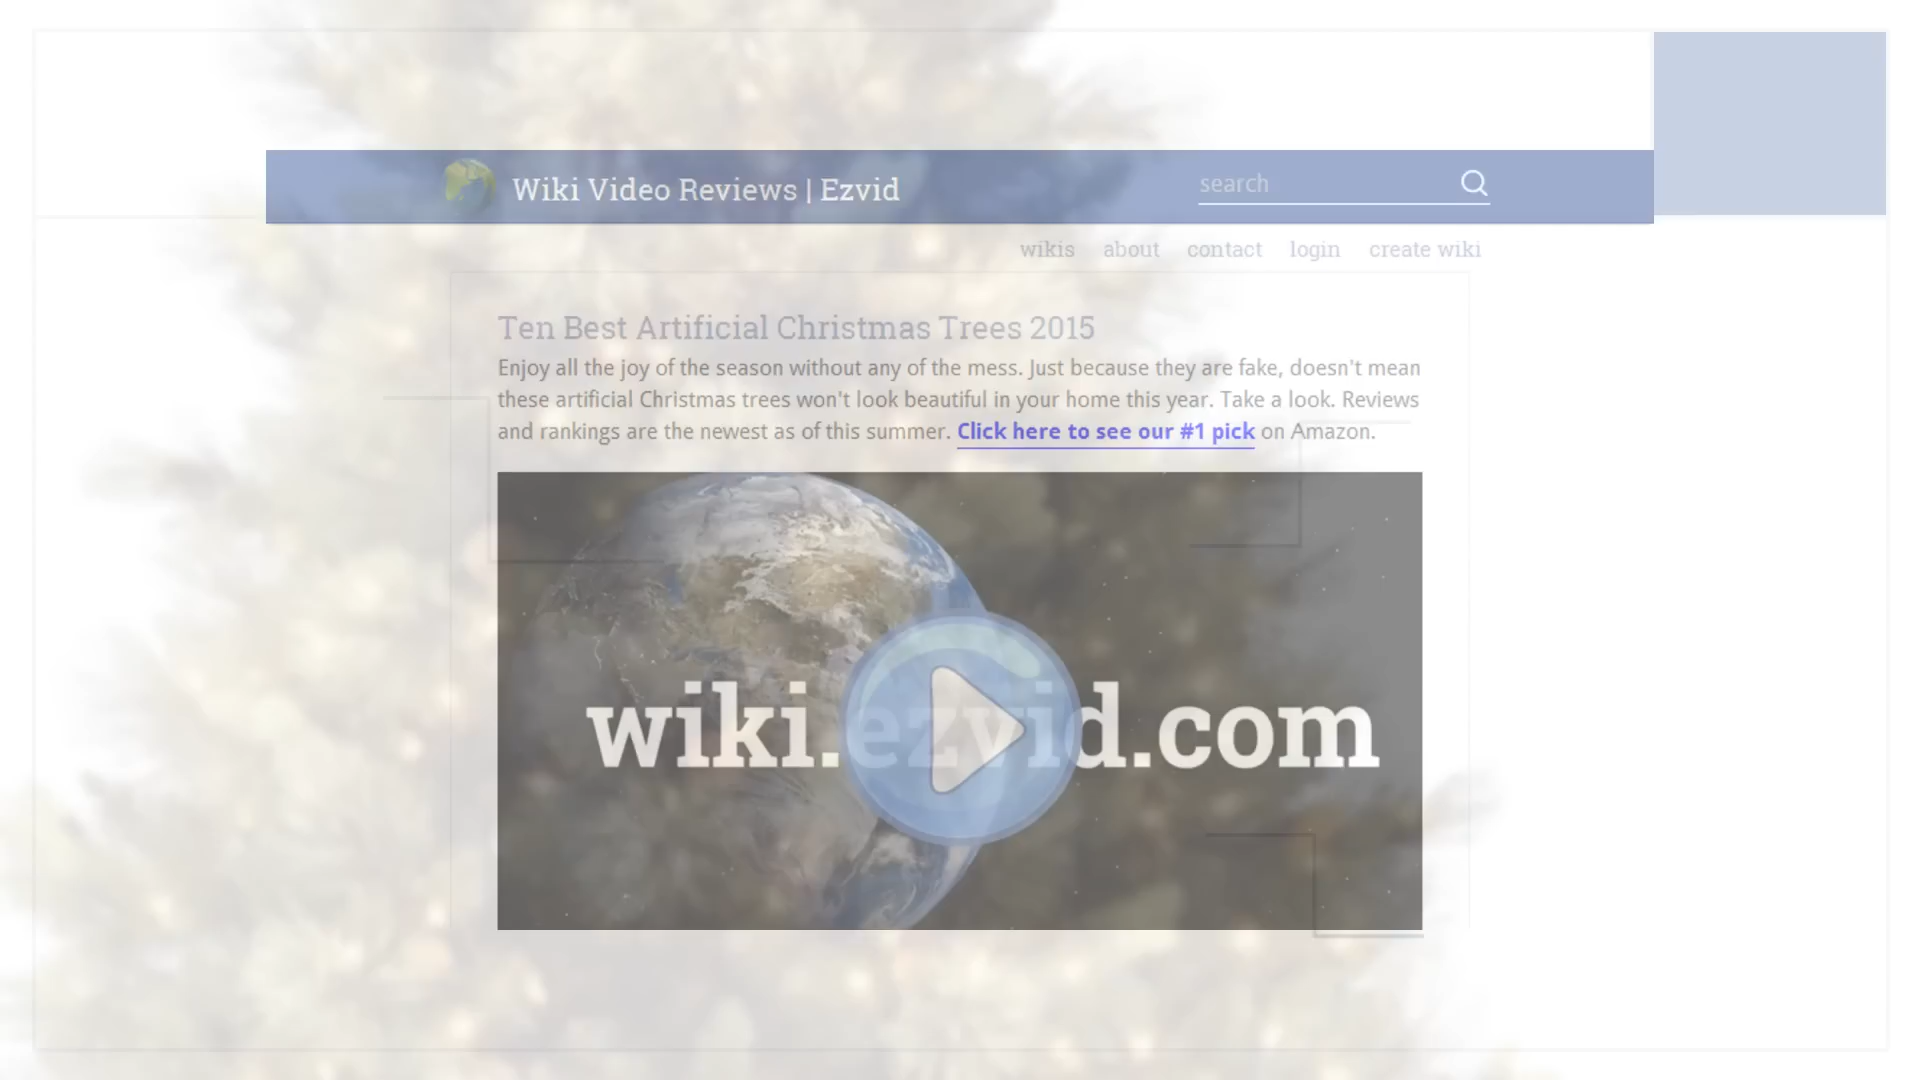 Wiki Video Reviews | Ezvid
search
wikis about contact login create wiki
Ten Best Artificial Christmas Trees 2015
Enjoy all the joy of the season without any of the mess. Just because they are fake, doesn't mean
these artificial Christmas trees won't look beautiful in your home this year. Take a look. Reviews
and rankings are the newest as of this summer. Click here to see our #1 pick on Amazon.
wiki.ezvid.com